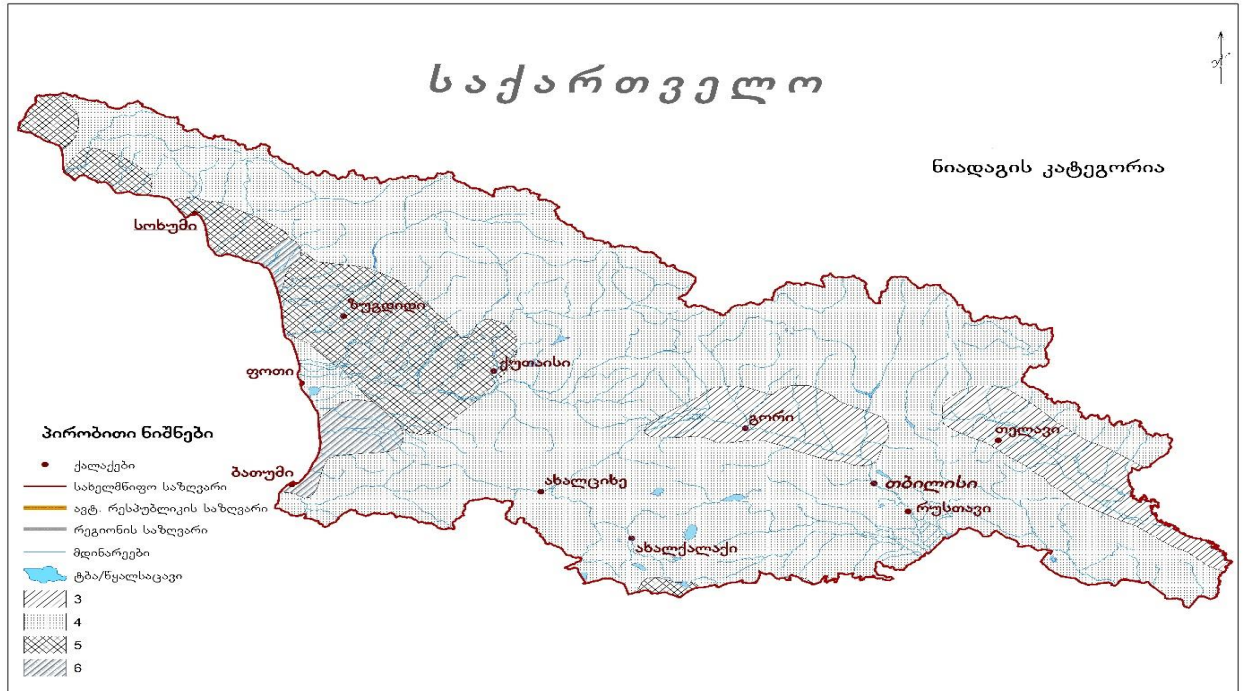 საქართველო
ნიადაგის კატეგორია
სოხუმი
ზუგდიდი
ქუთაისი
ფოთი
გორი
თელავი
ბათუმი
ახალციხე
თბილისი
რუსთავი
ახალქალაქი
პირობითი ნიშნები
ქალაქები
სახელმწიფო საზღვარი
ავტ. რესპუბლიკის საზღვარი
რეგიონის საზღვარი
მდინარეები
ტბა/წყალსაცავი
3
4
5
6